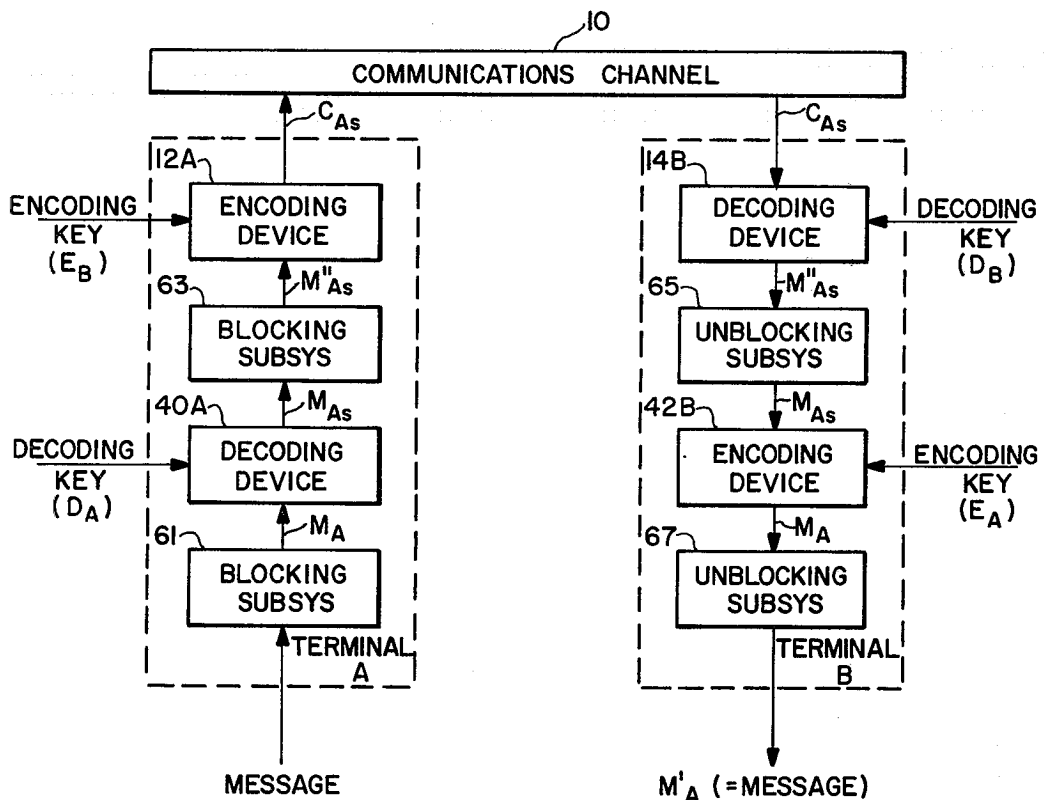 10
COMMUNICATIONS CHANNEL
C_As
C_As
12A
14B
ENCODING
KEY
(E_B)
ENCODING
DEVICE
DECODING
DEVICE
DECODING
KEY
(D_B)
M"_As
M"_As
63
65
BLOCKING
SUBSYS
UNBLOCKING
SUBSYS
M_As
M_As
40A
42B
DECODING
KEY
(D_A)
DECODING
DEVICE
ENCODING
DEVICE
ENCODING
KEY
(E_A)
M_A
M_A
61
67
BLOCKING
SUBSYS
UNBLOCKING
SUBSYS
TERMINAL
A
TERMINAL
B
MESSAGE
M'_A (=MESSAGE)